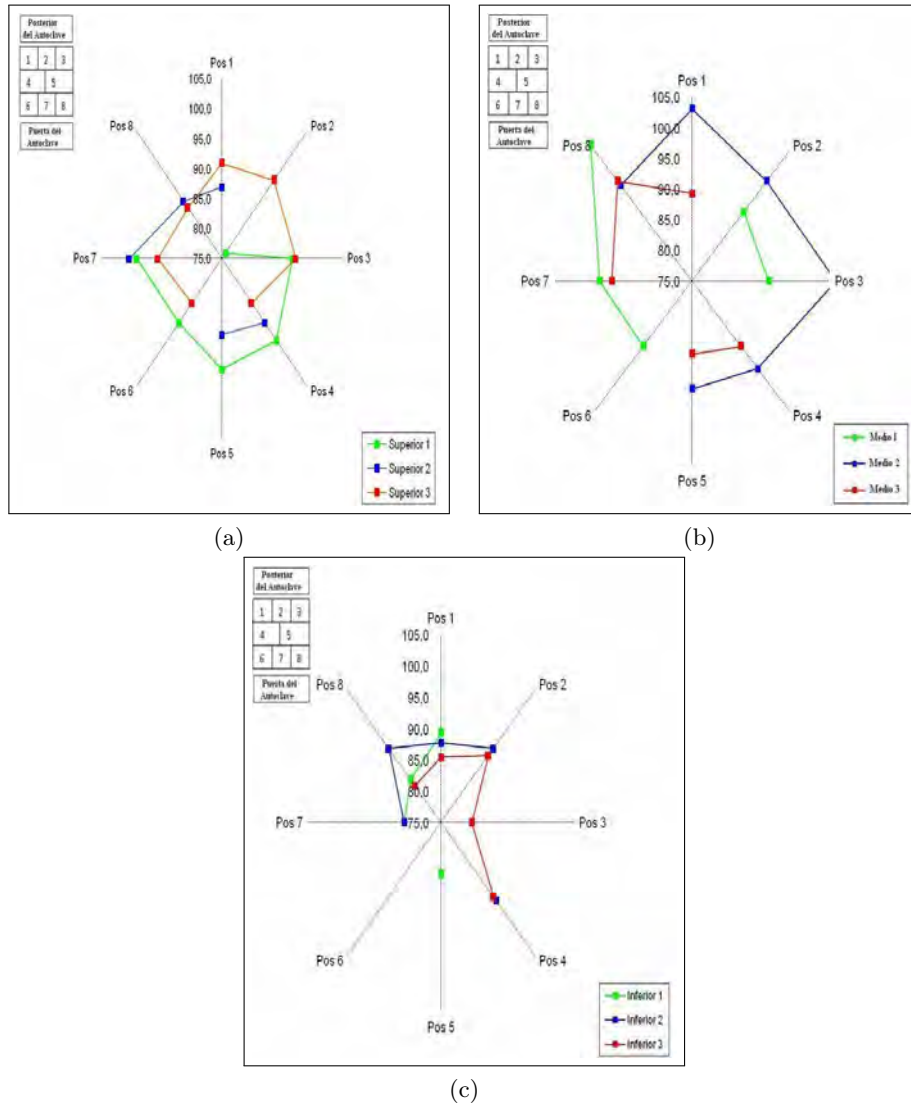 Posterior
del Autoclave
1 2 3
4 5
6 7 8
Puerta del
Autoclave
Pos 1
105,0
100,0
95,0
90,0
85,0
80,0
75,0
Pos 2
Pos 3
Pos 4
Pos 5
Pos 6
Pos 7
Pos 8
Superior 1
Superior 2
Superior 3
(a)
Posterior
del Autoclave
1 2 3
4 5
6 7 8
Puerta del
Autoclave
Pos 1
105,0
100,0
95,0
90,0
85,0
80,0
75,0
Pos 2
Pos 3
Pos 4
Pos 5
Pos 6
Pos 7
Pos 8
Medio 1
Medio 2
Medio 3
(b)
Posterior
del Autoclave
1 2 3
4 5
6 7 8
Puerta del
Autoclave
Pos 1
105,0
100,0
95,0
90,0
85,0
80,0
75,0
Pos 2
Pos 3
Pos 4
Pos 5
Pos 6
Pos 7
Pos 8
Inferior 1
Inferior 2
Inferior 3
(c)